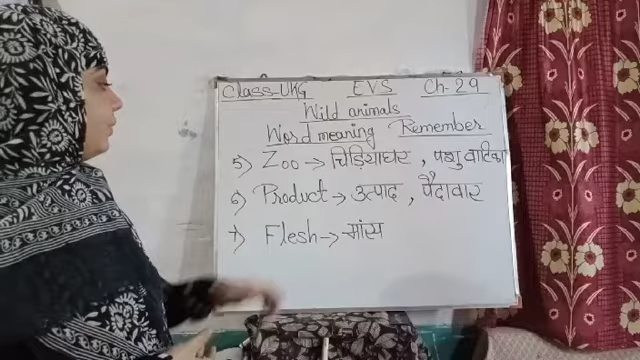 Class-UKG EVS Ch-29
Wild animals
Word meaning Remember
5) Zoo → चिड़ियाघर, पशु वाटिका
6) Product → उत्पाद, पैदावार
7) Flesh → मांस